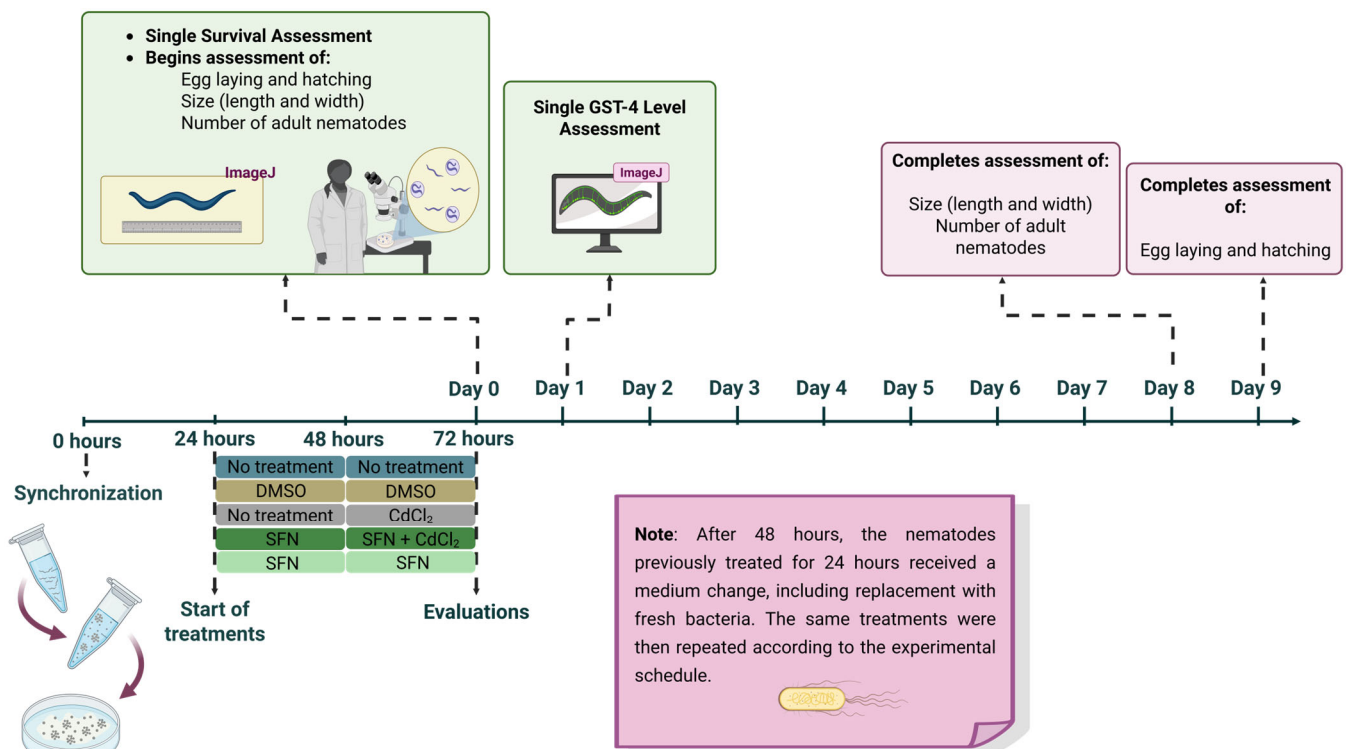 • Single Survival Assessment
• Begins assessment of:
Egg laying and hatching
Size (length and width)
Number of adult nematodes
ImageJ
Single GST-4 Level
Assessment
ImageJ
Completes assessment of:
Size (length and width)
Number of adult
nematodes
Completes assessment
of:
Egg laying and hatching
Day 0
Day 1
Day 2
Day 3
Day 4
Day 5
Day 6
Day 7
Day 8
Day 9
0 hours
24 hours
48 hours
72 hours
Synchronization
No treatment
No treatment
DMSO
DMSO
No treatment
CdCl₂
SFN
SFN + CdCl₂
SFN
SFN
Start of
treatments
Evaluations
Note: After 48 hours, the nematodes
previously treated for 24 hours received a
medium change, including replacement with
fresh bacteria. The same treatments were
then repeated according to the experimental
schedule.